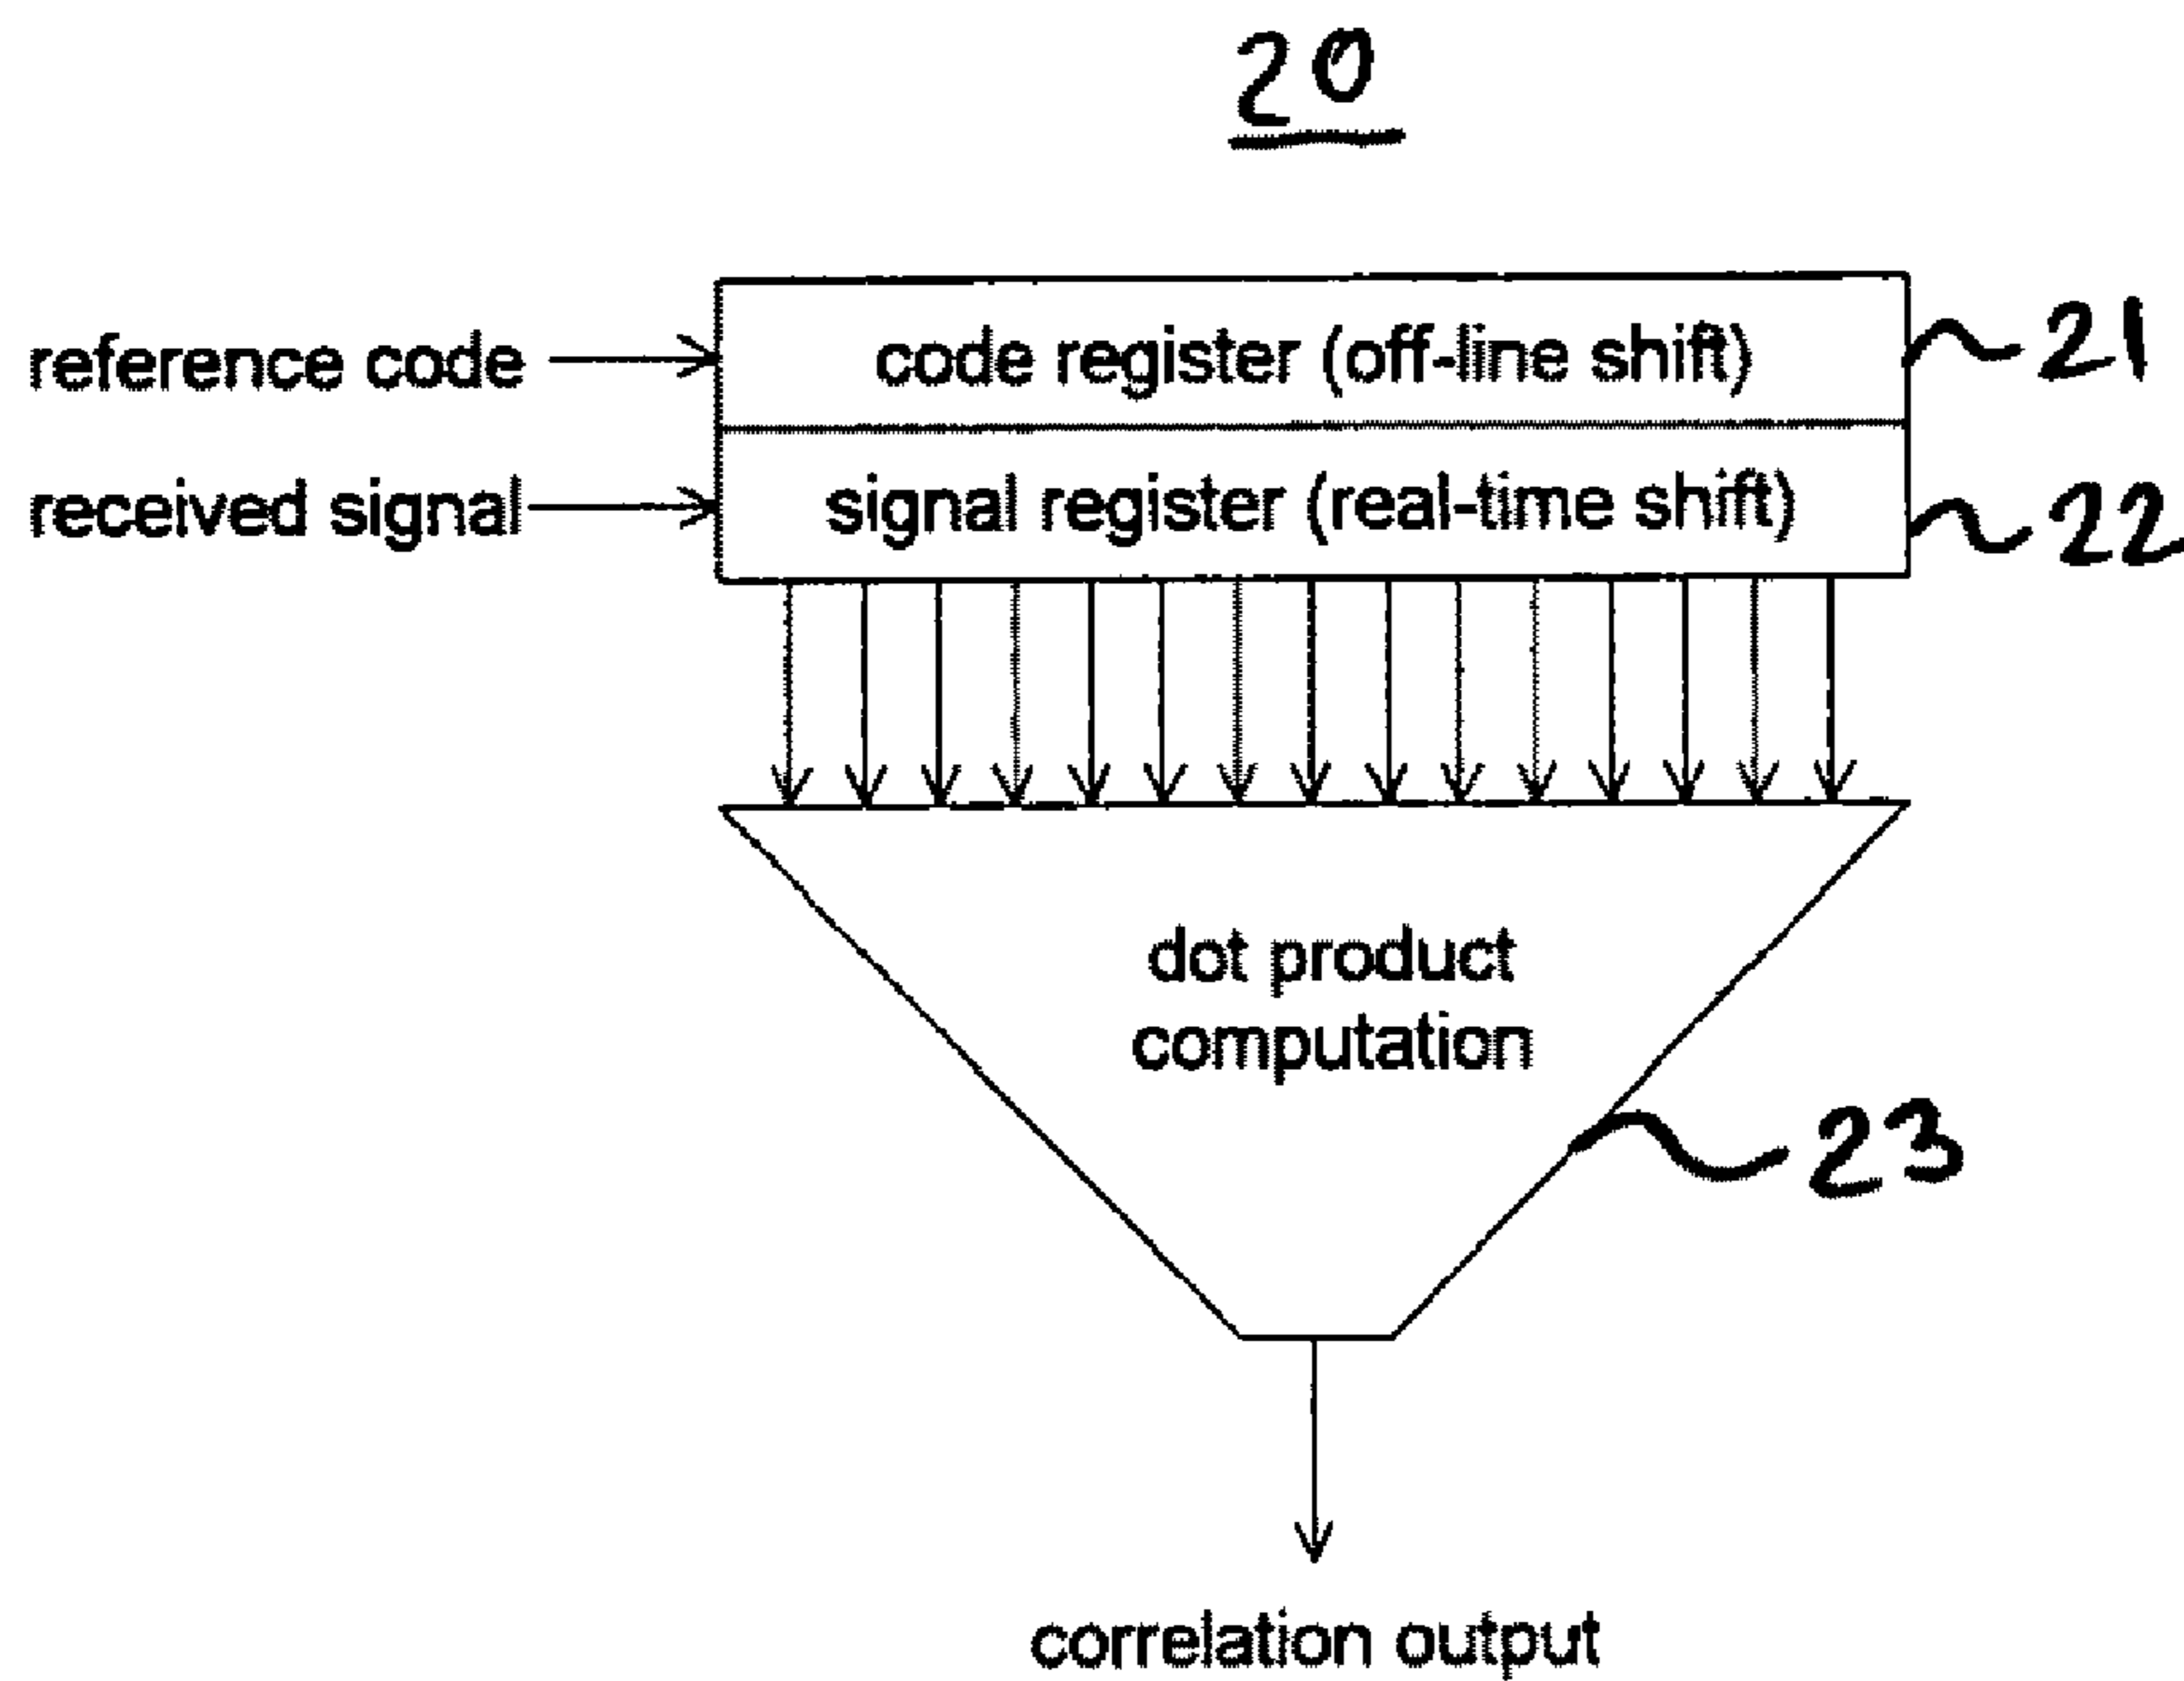 20
reference code
code register (off-line shift)
21
received signal
signal register (real-time shift)
22
dot product
computation
23
correlation output